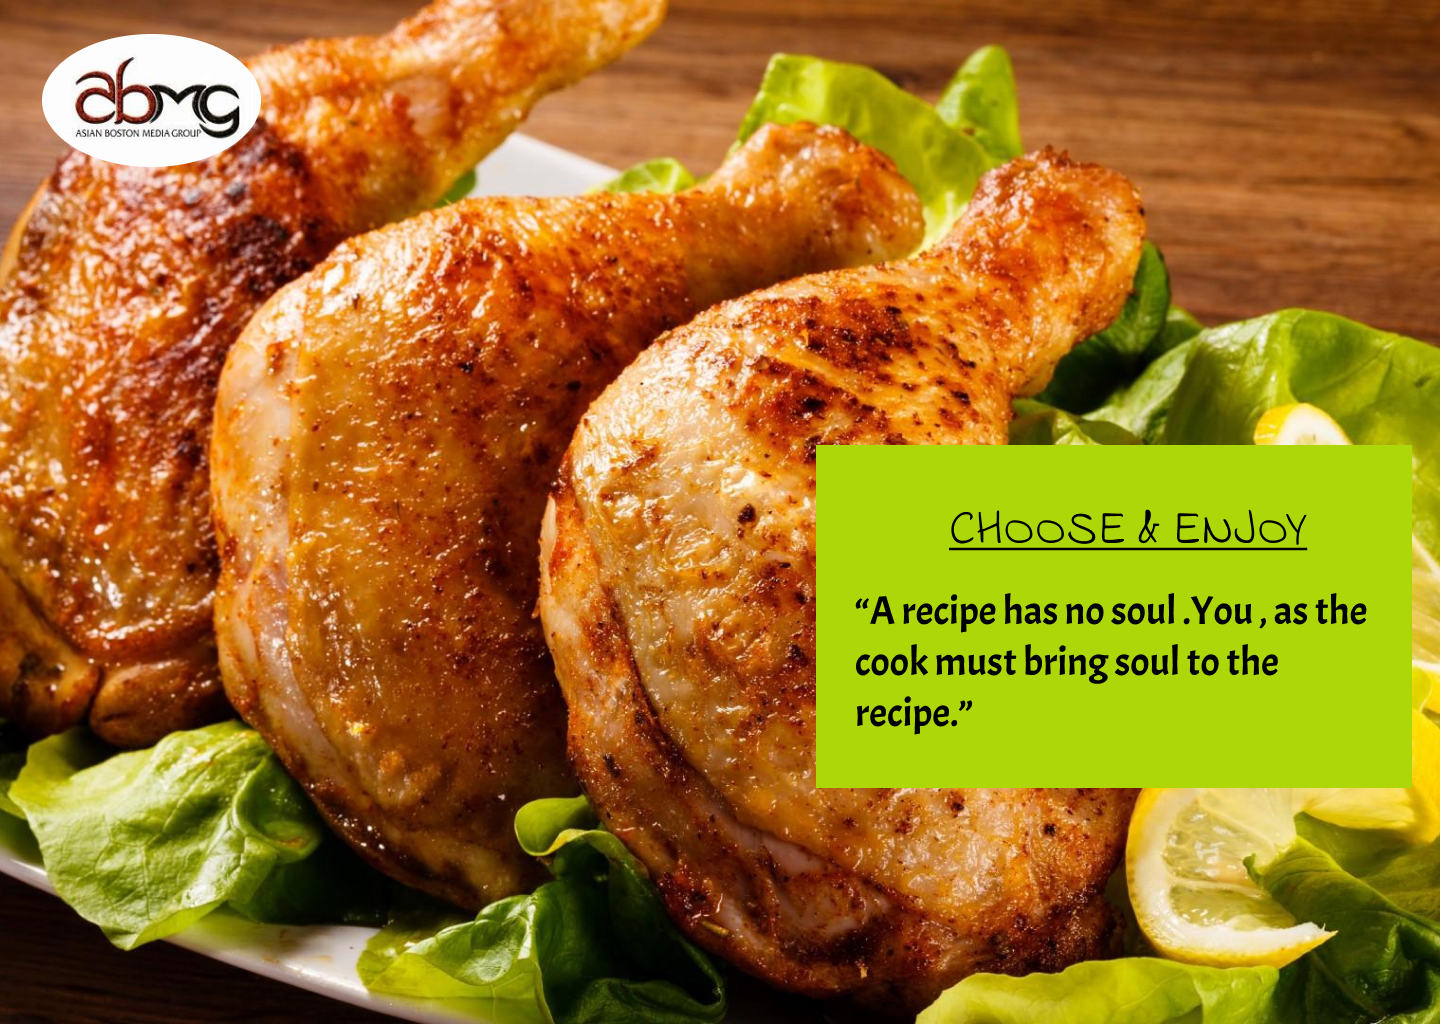 abmg
ASIAN BOSTON MEDIA GROUP
CHOOSE & ENJOY
“A recipe has no soul .You , as the
cook must bring soul to the
recipe.”